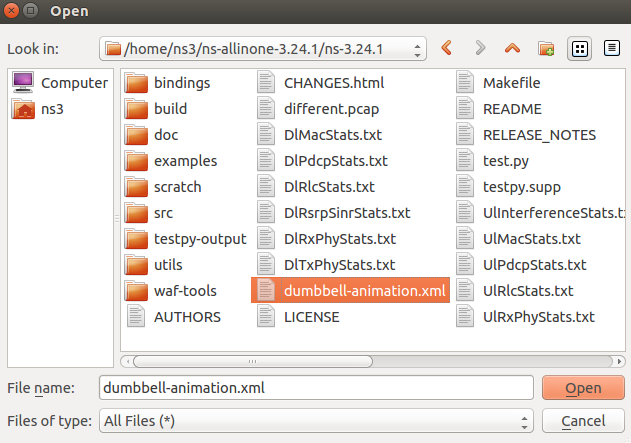 Open
Look in: /home/ns3/ns-allinone-3.24.1/ns-3.24.1
Computer
ns3
bindings
build
doc
examples
scratch
src
testpy-output
utils
waf-tools
AUTHORS
CHANGES.html
different.pcap
DlMacStats.txt
DlPdcpStats.txt
DlRlcStats.txt
DlRsrpSinrStats.txt
DlRxPhyStats.txt
DlTxPhyStats.txt
dumbbell-animation.xml
LICENSE
Makefile
README
RELEASE_NOTES
test.py
testpy.supp
UlInterferenceStats.tx
UlMacStats.txt
UlPdcpStats.txt
UlRlcStats.txt
UlRxPhyStats.txt
File name: dumbbell-animation.xml Open
Files of type: All Files (*) Cancel